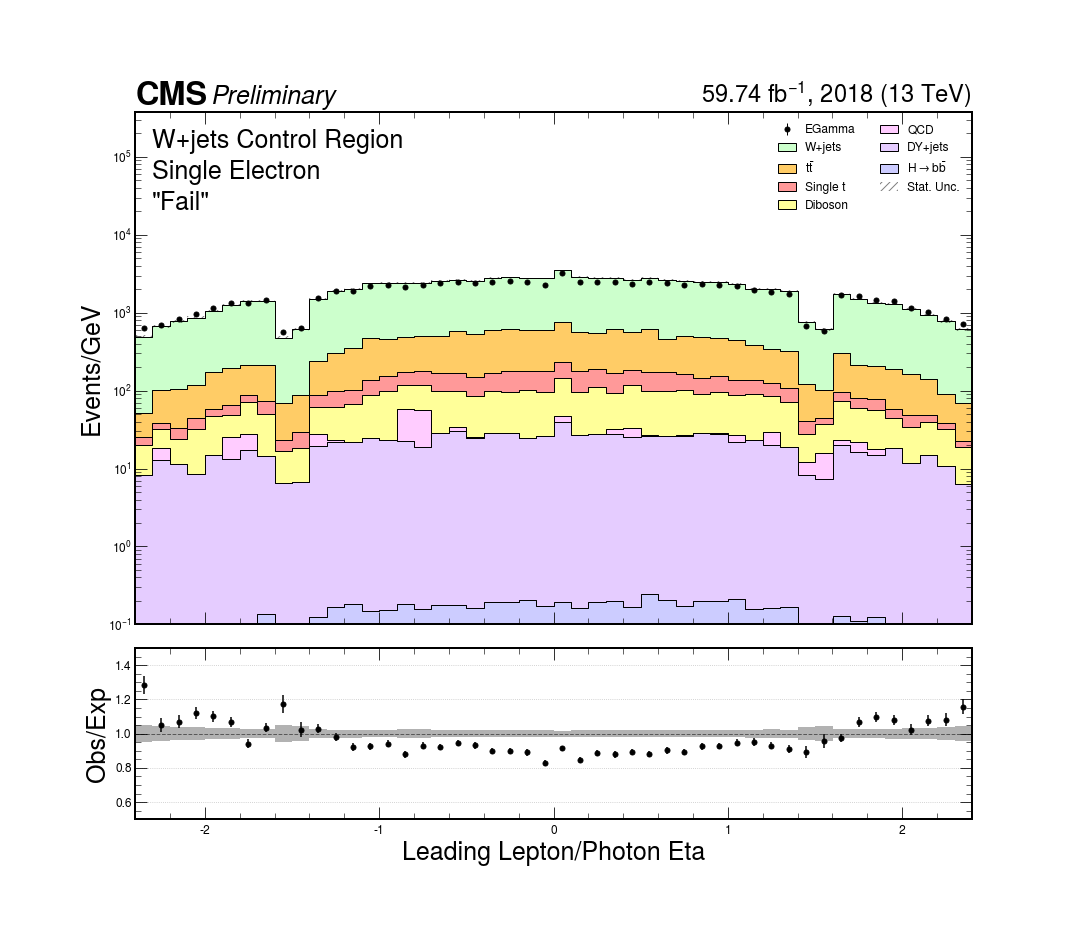 CMS Preliminary
59.74 fb⁻¹, 2018 (13 TeV)
W+jets Control Region
Single Electron
"Fail"
EGamma
W+jets
tt̄
Single t
Diboson
QCD
DY+jets
H→bb̄
Stat. Unc.
Events/GeV
10⁵
10⁴
10³
10²
10¹
10⁰
10⁻¹
Obs/Exp
1.4
1.2
1.0
0.8
0.6
-2 -1 0 1 2
Leading Lepton/Photon Eta